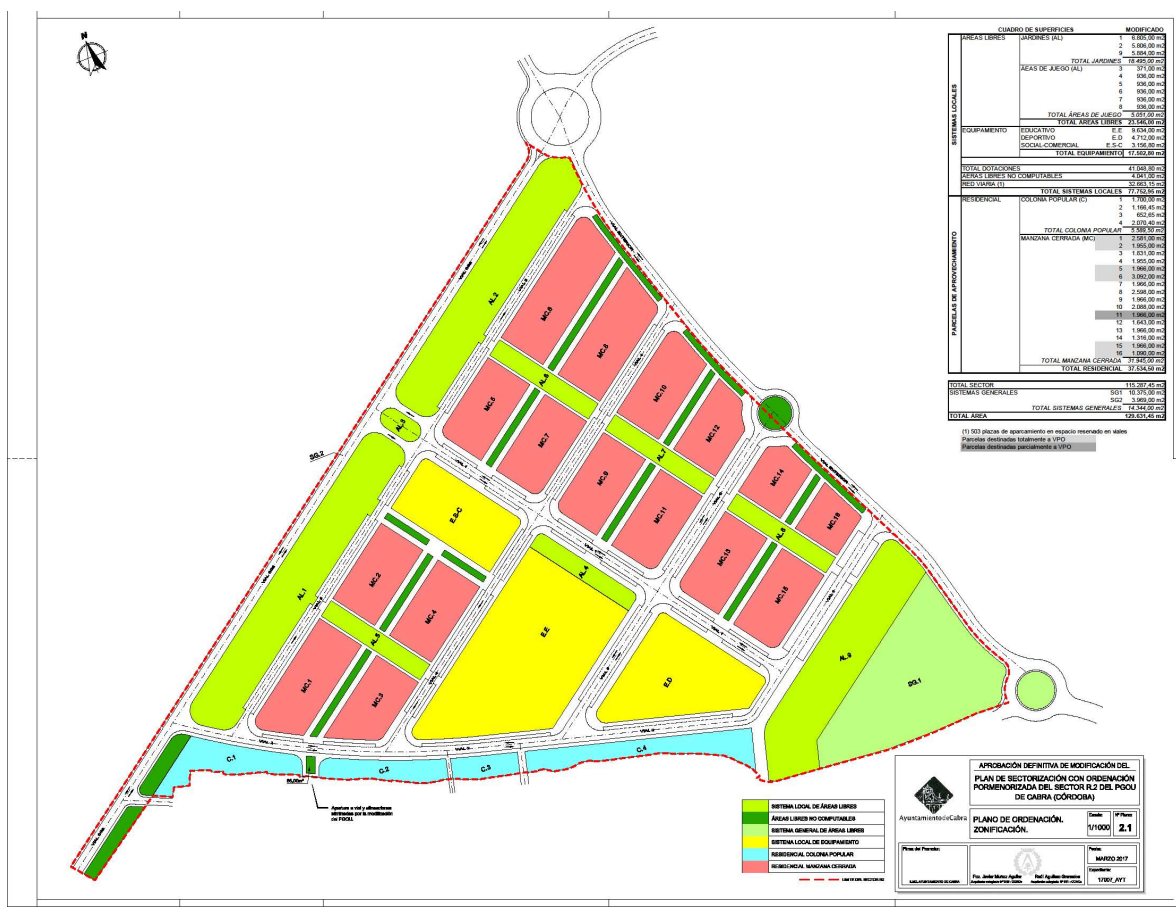 N
CUADRO DE SUPERFICIES MODIFICADO
SISTEMAS LOCALES
AREAS LIBRES JARDINES (AL) 1 6.805,00 m2
2 5.806,00 m2
9 5.884,00 m2
TOTAL JARDINES 18.495,00 m2
AEAS DE JUEGO (AL) 3 371,00 m2
4 936,00 m2
5 936,00 m2
6 936,00 m2
7 936,00 m2
8 936,00 m2
TOTAL ÁREAS DE JUEGO 5.051,00 m2
TOTAL AREAS LIBRES 23.546,00 m2
EQUIPAMIENTO EDUCATIVO E.E 9.634,00 m2
DEPORTIVO E.D 4.712,00 m2
SOCIAL-COMERCIAL E.S-C 3.156,80 m2
TOTAL EQUIPAMIENTO 17.502,80 m2
TOTAL DOTACIONES 41.048,80 m2
AERAS LIBRES NO COMPUTABLES 4.041,00 m2
RED VIARIA (1) 32.663,15 m2
TOTAL SISTEMAS LOCALES 77.752,95 m2
PARCELAS DE APROVECHAMIENTO
RESIDENCIAL COLONIA POPULAR (C) 1 1.700,00 m2
2 1.166,45 m2
3 652,65 m2
4 2.070,40 m2
TOTAL COLONIA POPULAR 5.589,50 m2
MANZANA CERRADA (MC) 1 2.581,00 m2
2 1.955,00 m2
3 1.831,00 m2
4 1.955,00 m2
5 1.966,00 m2
6 3.092,00 m2
7 1.966,00 m2
8 2.598,00 m2
9 1.966,00 m2
10 2.088,00 m2
11 1.966,00 m2
12 1.643,00 m2
13 1.966,00 m2
14 1.316,00 m2
15 1.966,00 m2
16 1.090,00 m2
TOTAL MANZANA CERRADA 31.945,00 m2
TOTAL RESIDENCIAL 37.534,50 m2
TOTAL SECTOR 115.287,45 m2
SISTEMAS GENERALES SG1 10.375,00 m2
SG2 3.969,00 m2
TOTAL SISTEMAS GENERALES 14.344,00 m2
TOTAL ÁREA 129.631,45 m2
(1) 503 plazas de aparcamiento en espacio reservado en viales
Parcelas destinadas totalmente a VPO
Parcelas destinadas parcialmente a VPO
AL.2
MC.8
MC.6
AL.6
MC.5
MC.7
MC.10
MC.12
AL.7
MC.9
MC.11
MC.14
MC.16
AL.8
MC.13
MC.15
AL.3
SG.2
E.S-C
AL.1
MC.2
MC.4
AL.5
MC.1
MC.3
AL.4
E.E
E.D
AL.9
SG.1
C.1
C.2
C.3
C.4
Apertura a vial y alineaciones
SISTEMA LOCAL DE ÁREAS LIBRES
ÁREAS LIBRES NO COMPUTABLES
SISTEMA GENERAL DE ÁREAS LIBRES
SISTEMA LOCAL DE EQUIPAMIENTO
RESIDENCIAL COLONIA POPULAR
RESIDENCIAL MANZANA CERRADA
Ayuntamiento de Cabra
APROBACIÓN DEFINITIVA DE MODIFICACIÓN DEL
PLAN DE SECTORIZACIÓN CON ORDENACIÓN
PORMENORIZADA DEL SECTOR R.2 DEL PGOU
DE CABRA (CÓRDOBA)
PLANO DE ORDENACIÓN.
ZONIFICACIÓN.
Escala:
1/1000
Nº Plano:
2.1
Fecha:
MARZO 2017
Expediente:
17007_AYT